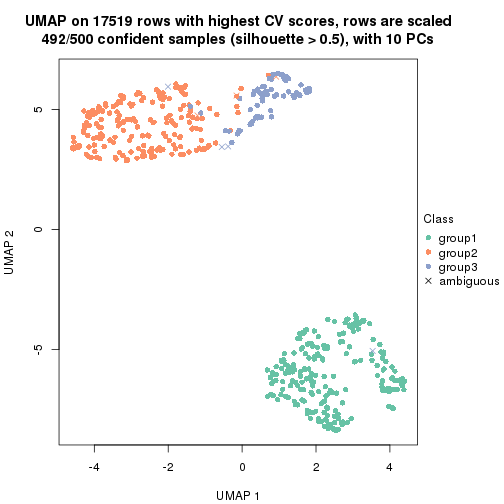 UMAP on 17519 rows with highest CV scores, rows are scaled
492/500 confident samples (silhouette > 0.5), with 10 PCs
5
0
-5
UMAP 2
-4
-2
0
2
4
UMAP 1
Class
group1
group2
group3
ambiguous